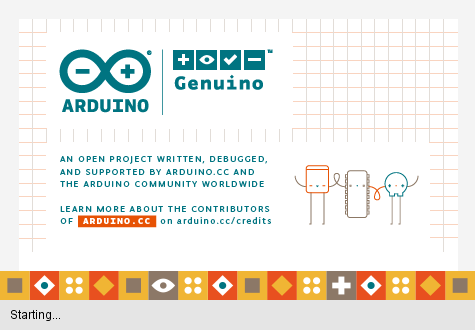 ARDUINO
Genuino
AN OPEN PROJECT WRITTEN, DEBUGGED,
AND SUPPORTED BY ARDUINO.CC AND
THE ARDUINO COMMUNITY WORLDWIDE
LEARN MORE ABOUT THE CONTRIBUTORS
OF ARDUINO.CC on arduino.cc/credits
Starting...